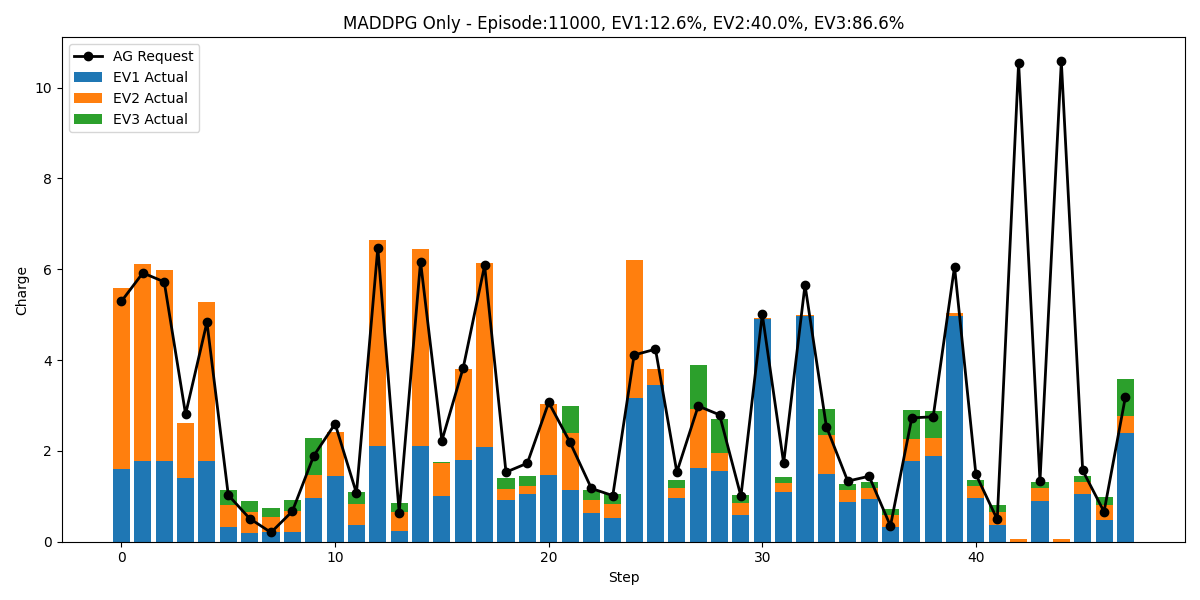 MADDPG Only - Episode:11000, EV1:12.6%, EV2:40.0%, EV3:86.6%
AG Request
EV1 Actual
EV2 Actual
EV3 Actual
Charge
10
8
6
4
2
0
0
10
20
30
40
Step